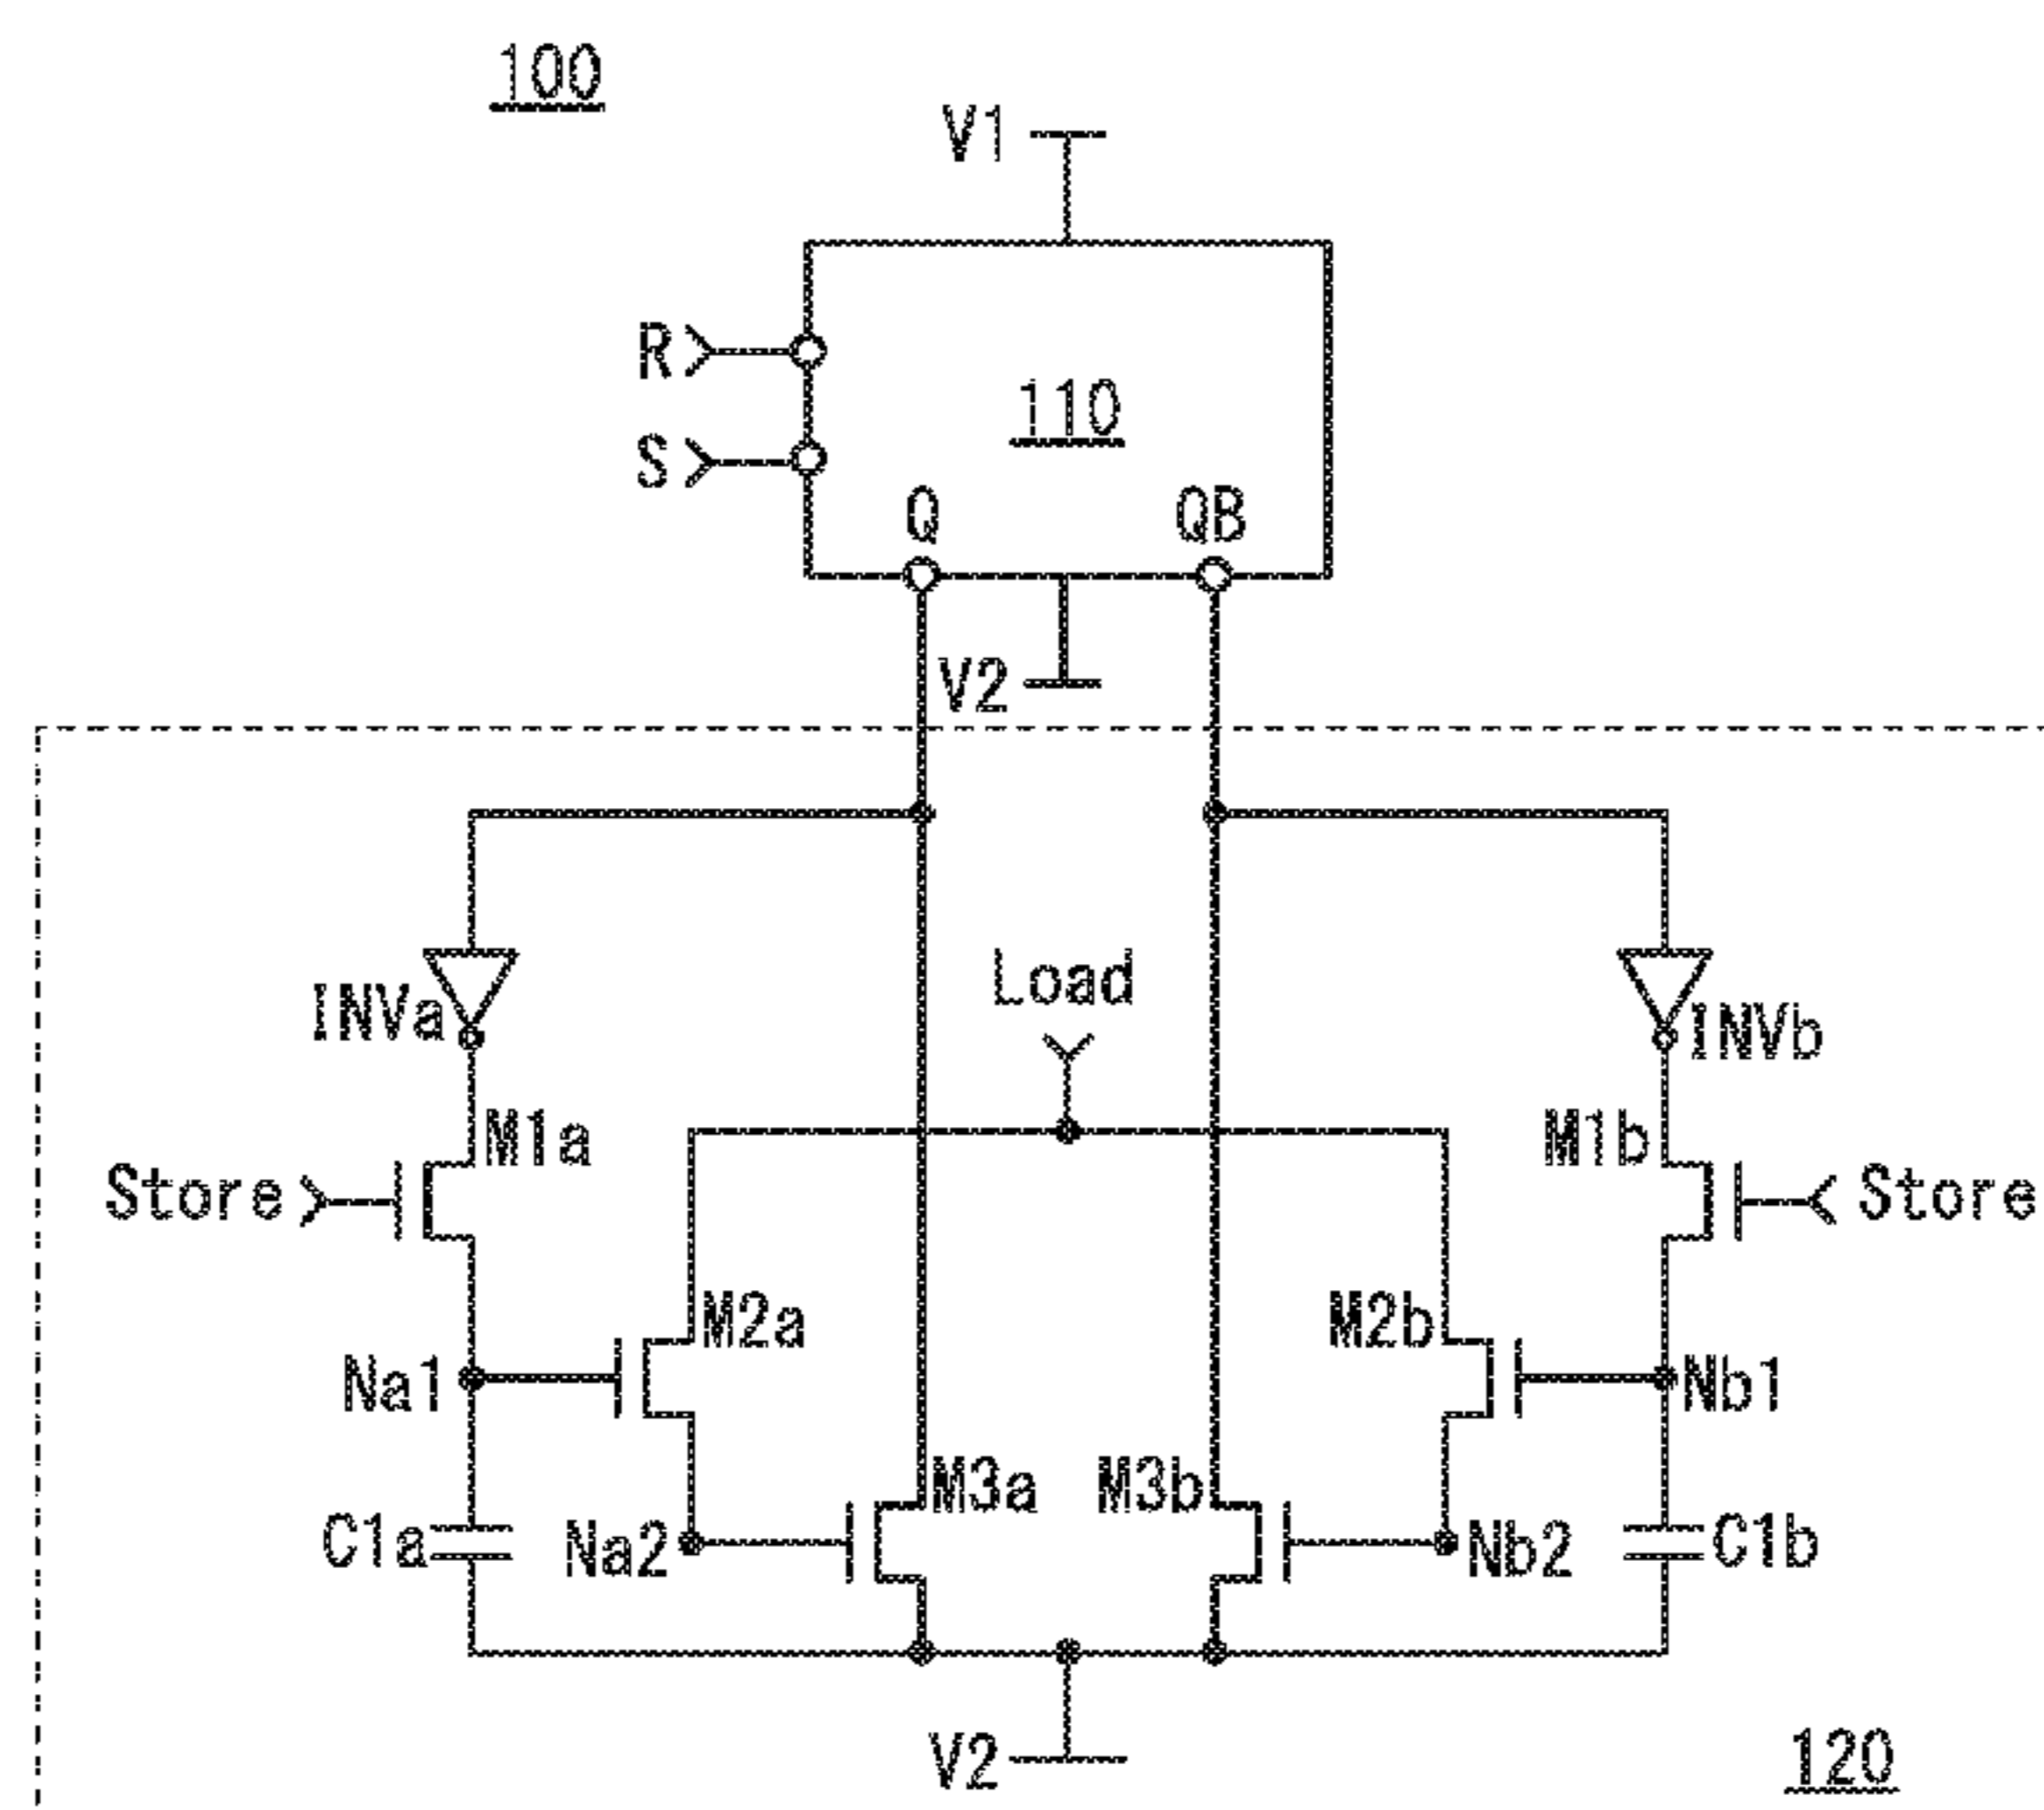 100
V1
R
S
110
Q
QB
V2
INVa
Load
INVb
M1a
M1b
Store
Store
M2a
M2b
Na1
Nb1
M3a
M3b
C1a
Na2
Nb2
C1b
V2
120